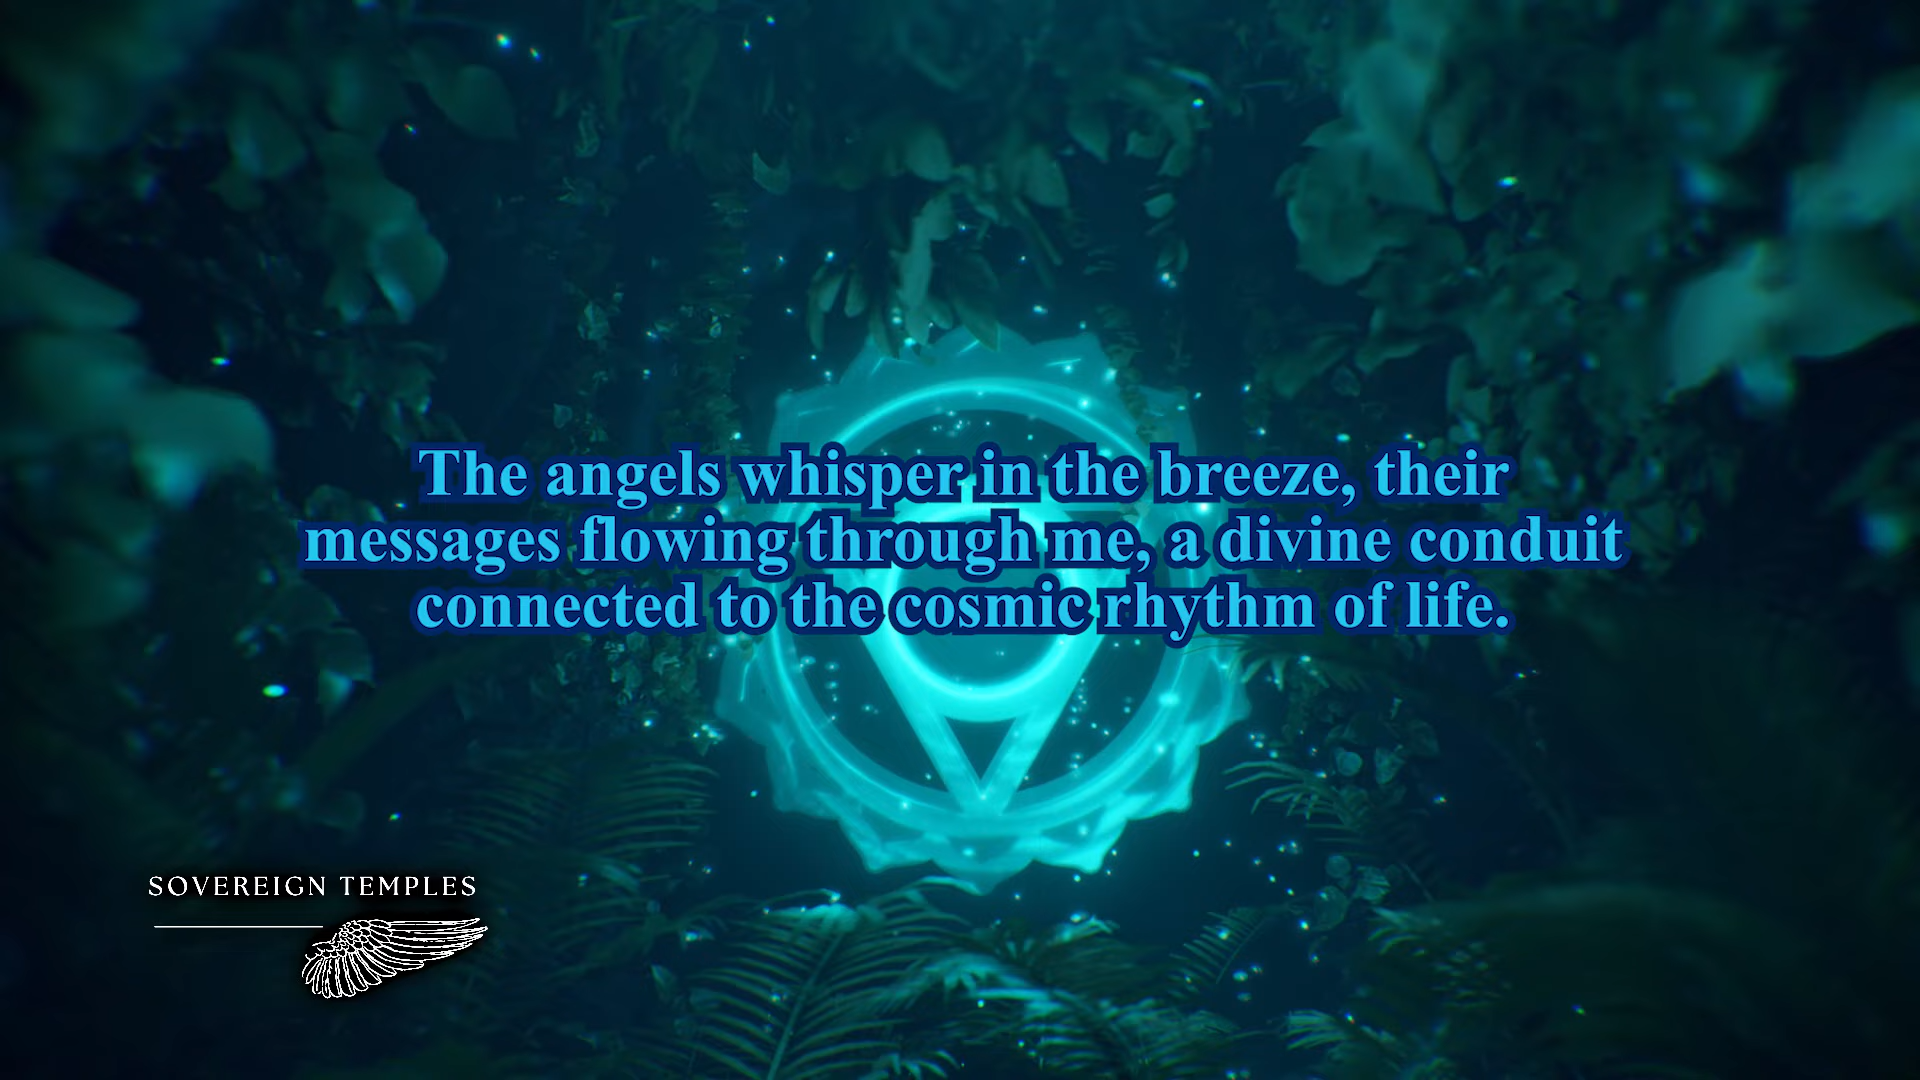 The angels whisper in the breeze, their
messages flowing through me, a divine conduit
connected to the cosmic rhythm of life.
SOVEREIGN TEMPLES